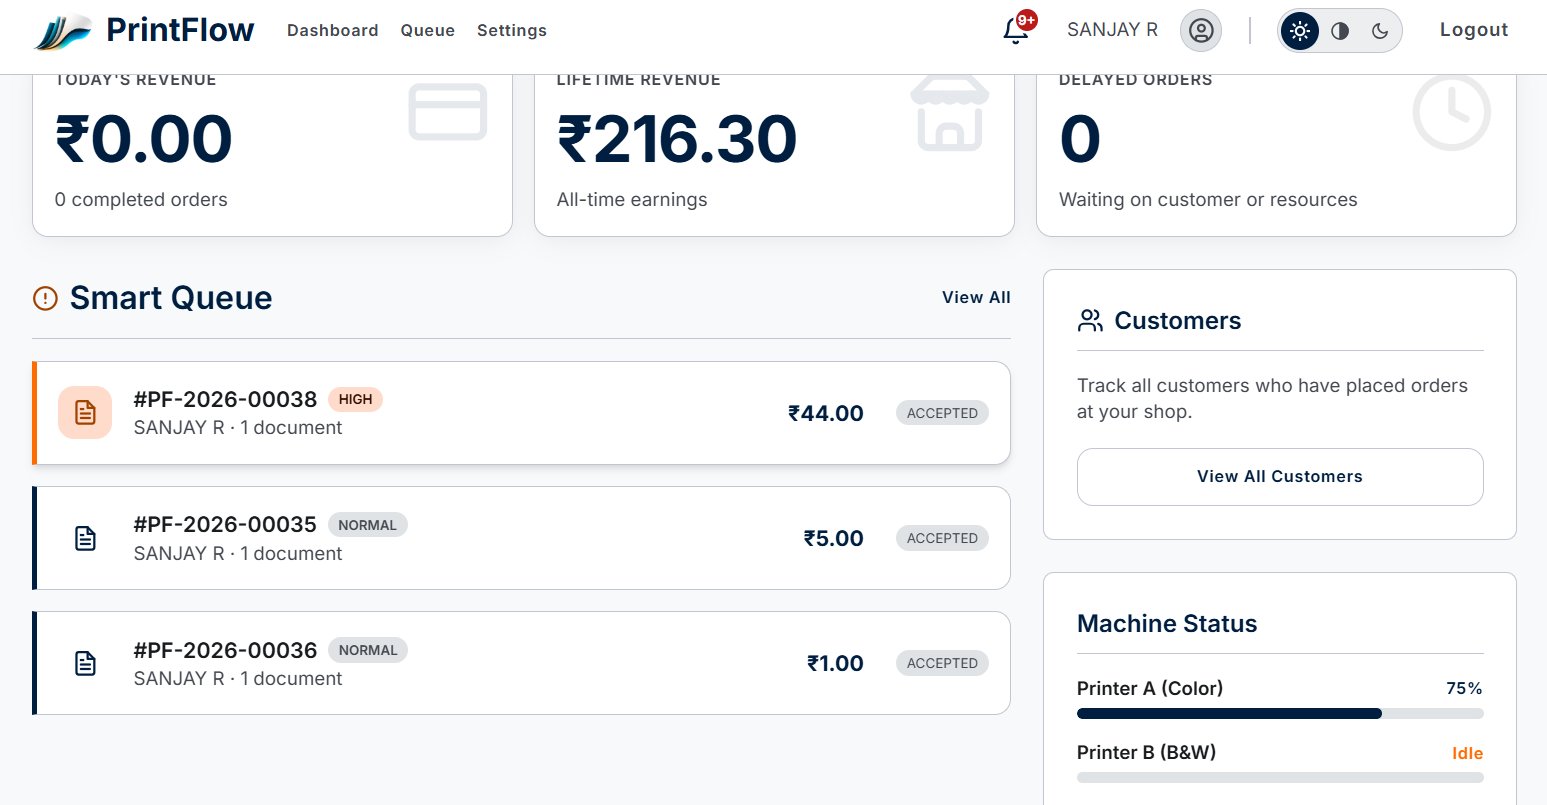 PrintFlow Dashboard Queue Settings 9+ SANJAY R Logout
TODAY'S REVENUE
₹0.00
0 completed orders
LIFETIME REVENUE
₹216.30
All-time earnings
DELAYED ORDERS
0
Waiting on customer or resources
Smart Queue View All
#PF-2026-00038 HIGH
SANJAY R · 1 document
₹44.00 ACCEPTED
#PF-2026-00035 NORMAL
SANJAY R · 1 document
₹5.00 ACCEPTED
#PF-2026-00036 NORMAL
SANJAY R · 1 document
₹1.00 ACCEPTED
Customers
Track all customers who have placed orders
at your shop.
View All Customers
Machine Status
Printer A (Color) 75%
Printer B (B&W) Idle